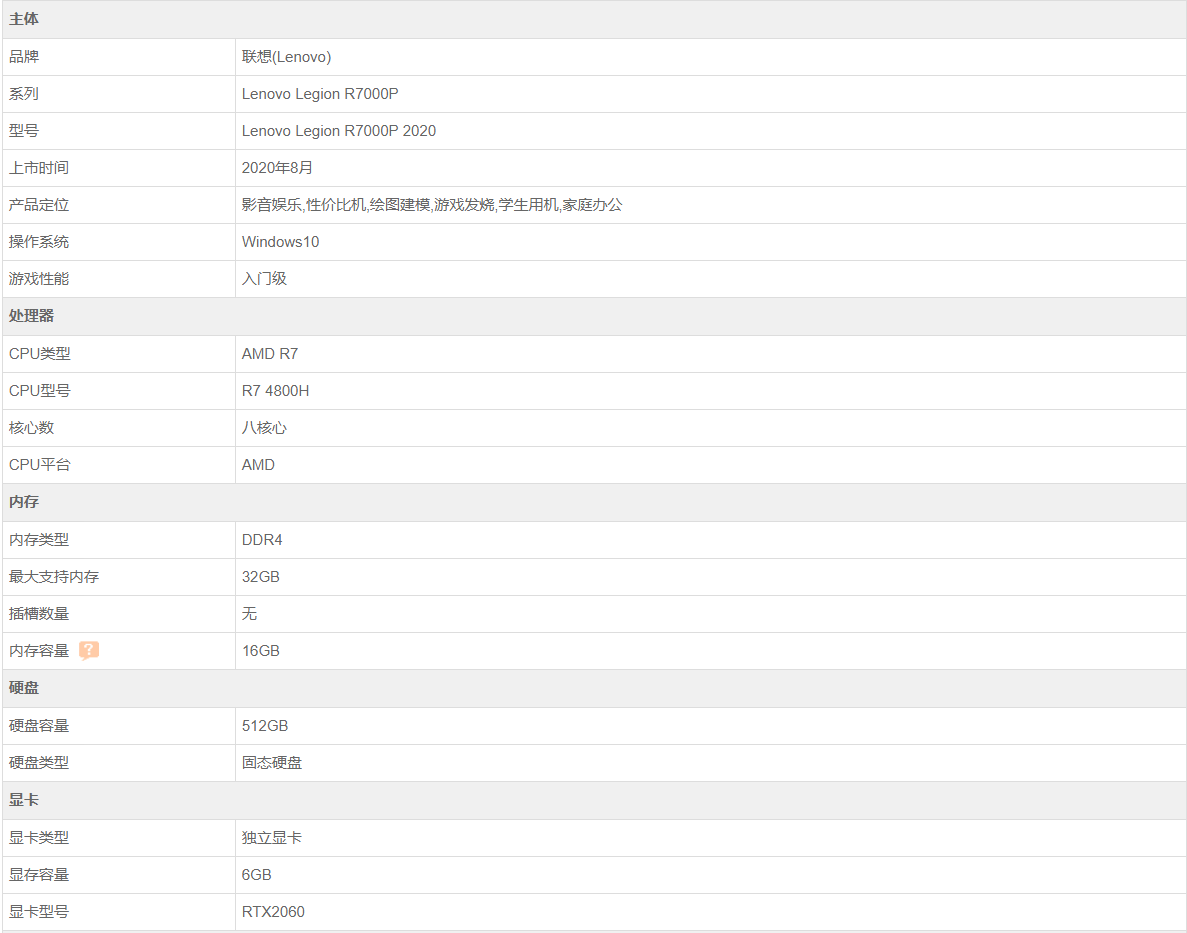 主体
品牌 联想(Lenovo)
系列 Lenovo Legion R7000P
型号 Lenovo Legion R7000P 2020
上市时间 2020年8月
产品定位 影音娱乐,性价比机,绘图建模,游戏发烧,学生用机,家庭办公
操作系统 Windows10
游戏性能 入门级
处理器
CPU类型 AMD R7
CPU型号 R7 4800H
核心数 八核心
CPU平台 AMD
内存
内存类型 DDR4
最大支持内存 32GB
插槽数量 无
内存容量 ? 16GB
硬盘
硬盘容量 512GB
硬盘类型 固态硬盘
显卡
显卡类型 独立显卡
显存容量 6GB
显卡型号 RTX2060